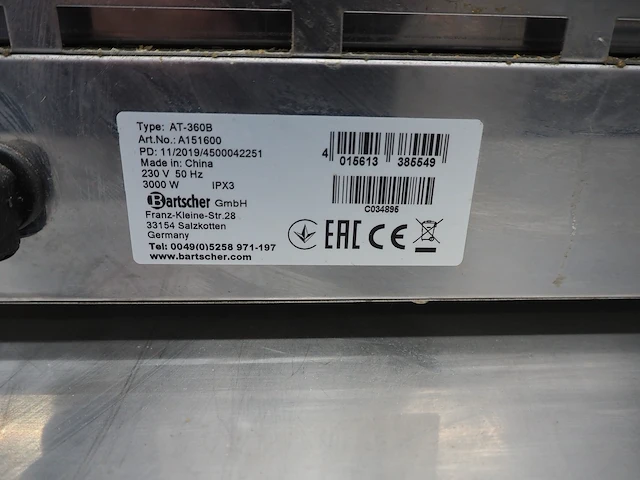 Type: AT-360B
Art.No.: A151600
PD: 11/2019/4500042251
Made in: China
230 V 50 Hz
3000 W IPX3
Bartscher GmbH
Franz-Kleine-Str.28
33154 Salzkotten
Germany
Tel: 0049(0)5258 971-197
www.bartscher.com
4 015613 385549
C034895
EAC CE